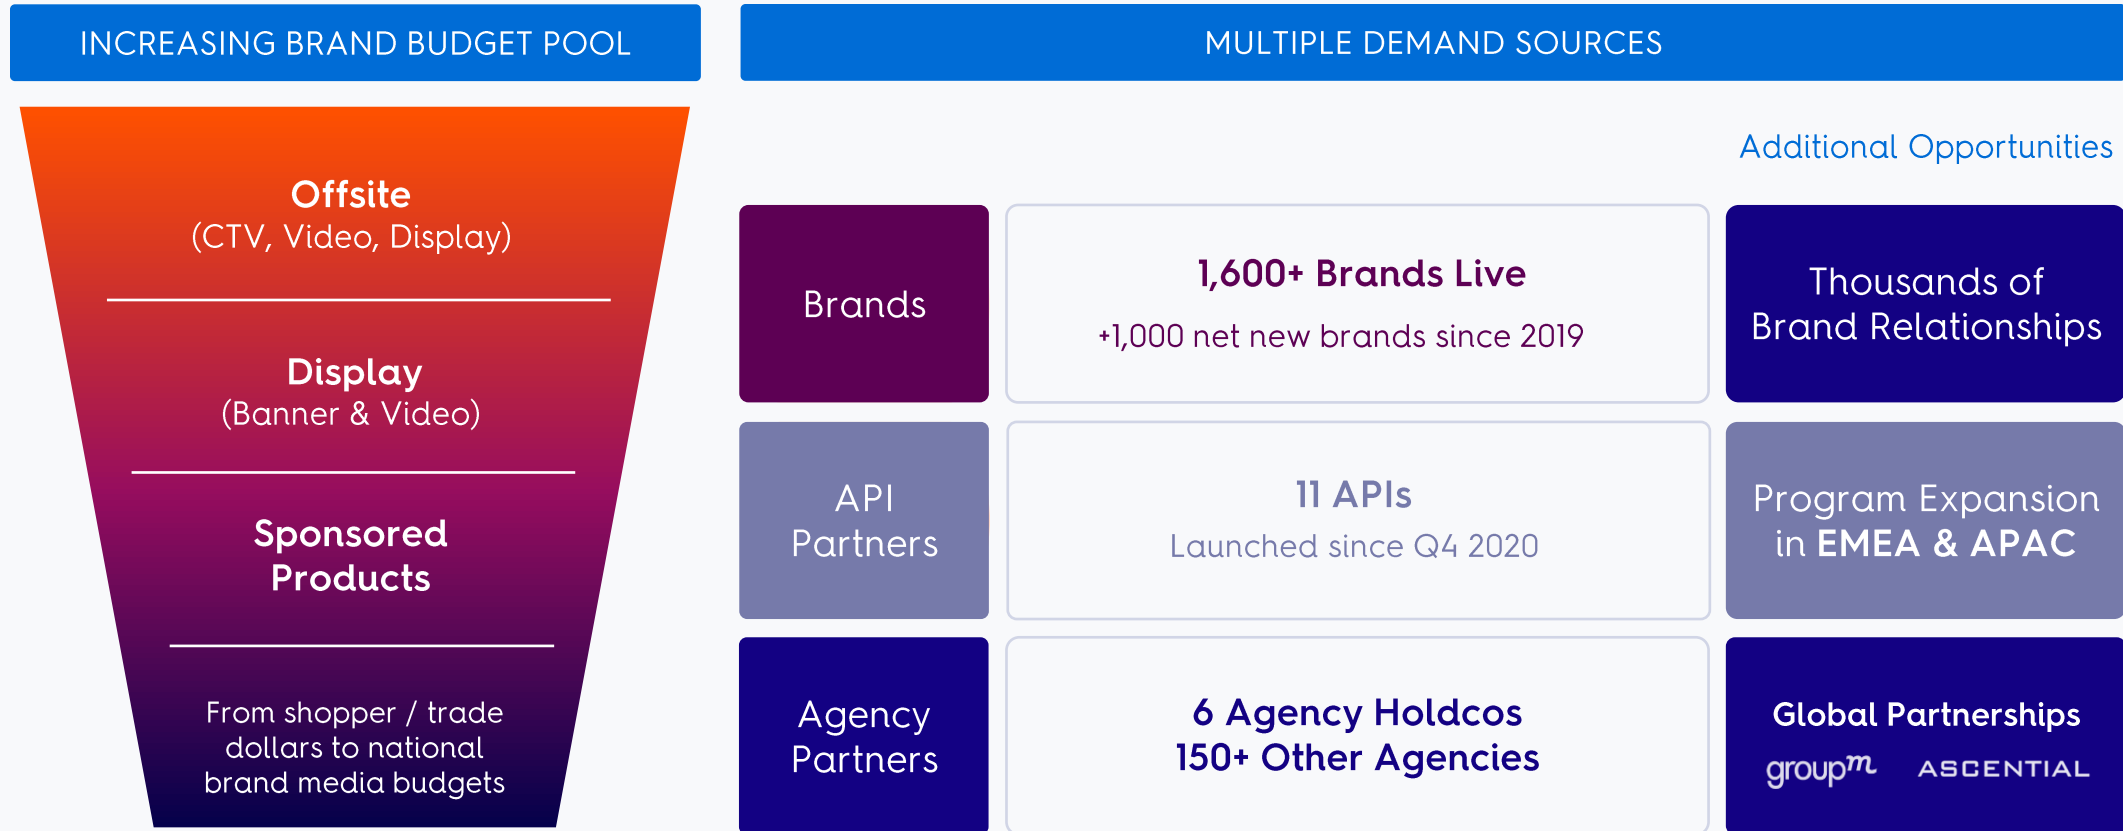 INCREASING BRAND BUDGET POOL
Offsite
(CTV, Video, Display)
Display
(Banner & Video)
Sponsored
Products
From shopper / trade
dollars to national
brand media budgets
MULTIPLE DEMAND SOURCES
Additional Opportunities
Brands
1,600+ Brands Live
+1,000 net new brands since 2019
Thousands of
Brand Relationships
API
Partners
11 APIs
Launched since Q4 2020
Program Expansion
in EMEA & APAC
Agency
Partners
6 Agency Holdcos
150+ Other Agencies
Global Partnerships
groupm ASCENTIAL